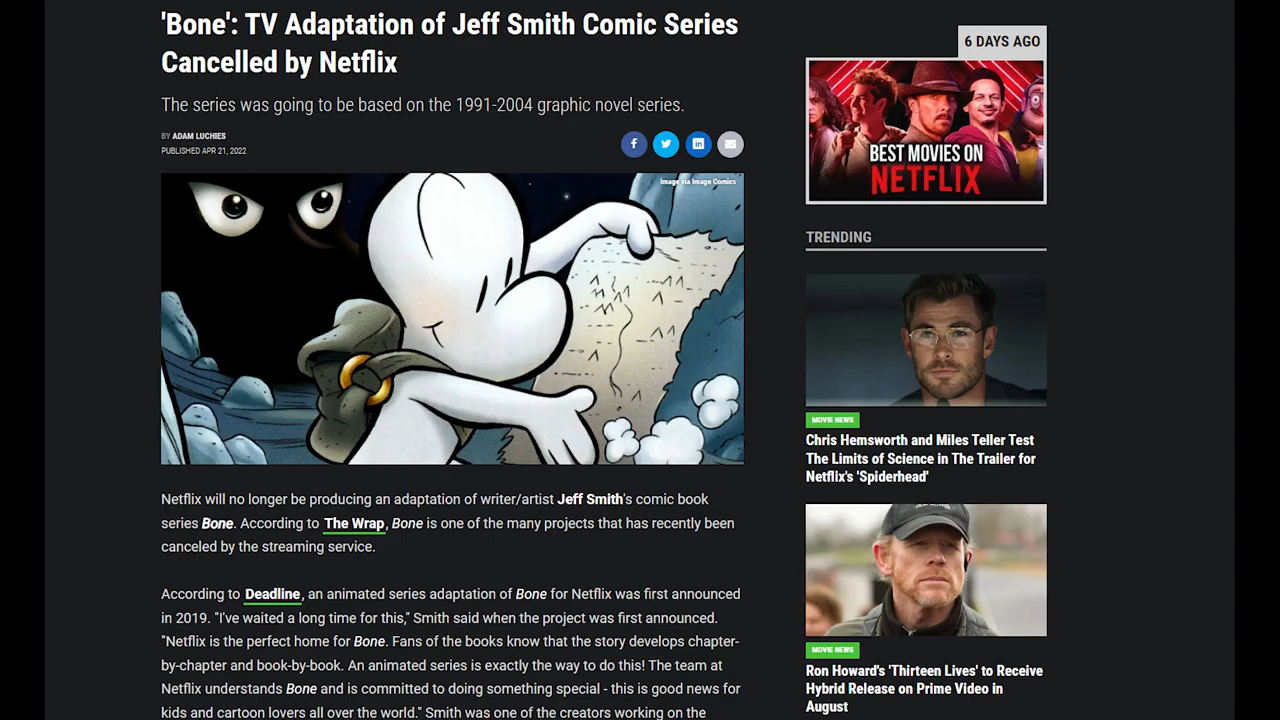 'Bone': TV Adaptation of Jeff Smith Comic Series
Cancelled by Netflix
The series was going to be based on the 1991-2004 graphic novel series.
BY ADAM LUCHIES
PUBLISHED APR 21, 2022
Image via Image Comics
Netflix will no longer be producing an adaptation of writer/artist Jeff Smith's comic book
series Bone. According to The Wrap, Bone is one of the many projects that has recently been
canceled by the streaming service.
According to Deadline, an animated series adaptation of Bone for Netflix was first announced
in 2019. "I've waited a long time for this," Smith said when the project was first announced.
"Netflix is the perfect home for Bone. Fans of the books know that the story develops chapter-
by-chapter and book-by-book. An animated series is exactly the way to do this! The team at
Netflix understands Bone and is committed to doing something special - this is good news for
kids and cartoon lovers all over the world." Smith was one of the creators working on the
6 DAYS AGO
BEST MOVIES ON
NETFLIX
TRENDING
MOVIE NEWS
Chris Hemsworth and Miles Teller Test
The Limits of Science in The Trailer for
Netflix's 'Spiderhead'
MOVIE NEWS
Ron Howard's 'Thirteen Lives' to Receive
Hybrid Release on Prime Video in
August